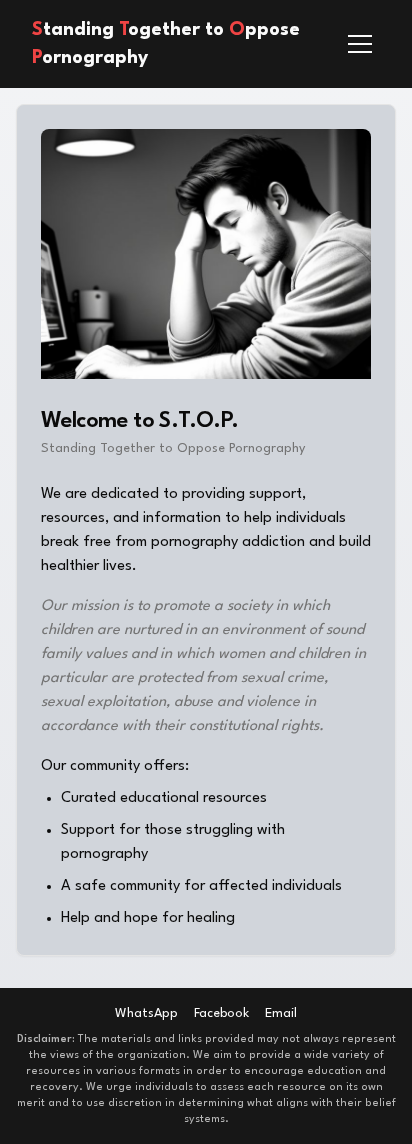 Standing Together to Oppose
Pornography
Welcome to S.T.O.P.
Standing Together to Oppose Pornography
We are dedicated to providing support,
resources, and information to help individuals
break free from pornography addiction and build
healthier lives.
Our mission is to promote a society in which
children are nurtured in an environment of sound
family values and in which women and children in
particular are protected from sexual crime,
sexual exploitation, abuse and violence in
accordance with their constitutional rights.
Our community offers:
• Curated educational resources
• Support for those struggling with
pornography
• A safe community for affected individuals
• Help and hope for healing
WhatsApp Facebook Email
Disclaimer: The materials and links provided may not always represent
the views of the organization. We aim to provide a wide variety of
resources in various formats in order to encourage education and
recovery. We urge individuals to assess each resource on its own
merit and to use discretion in determining what aligns with their belief
systems.